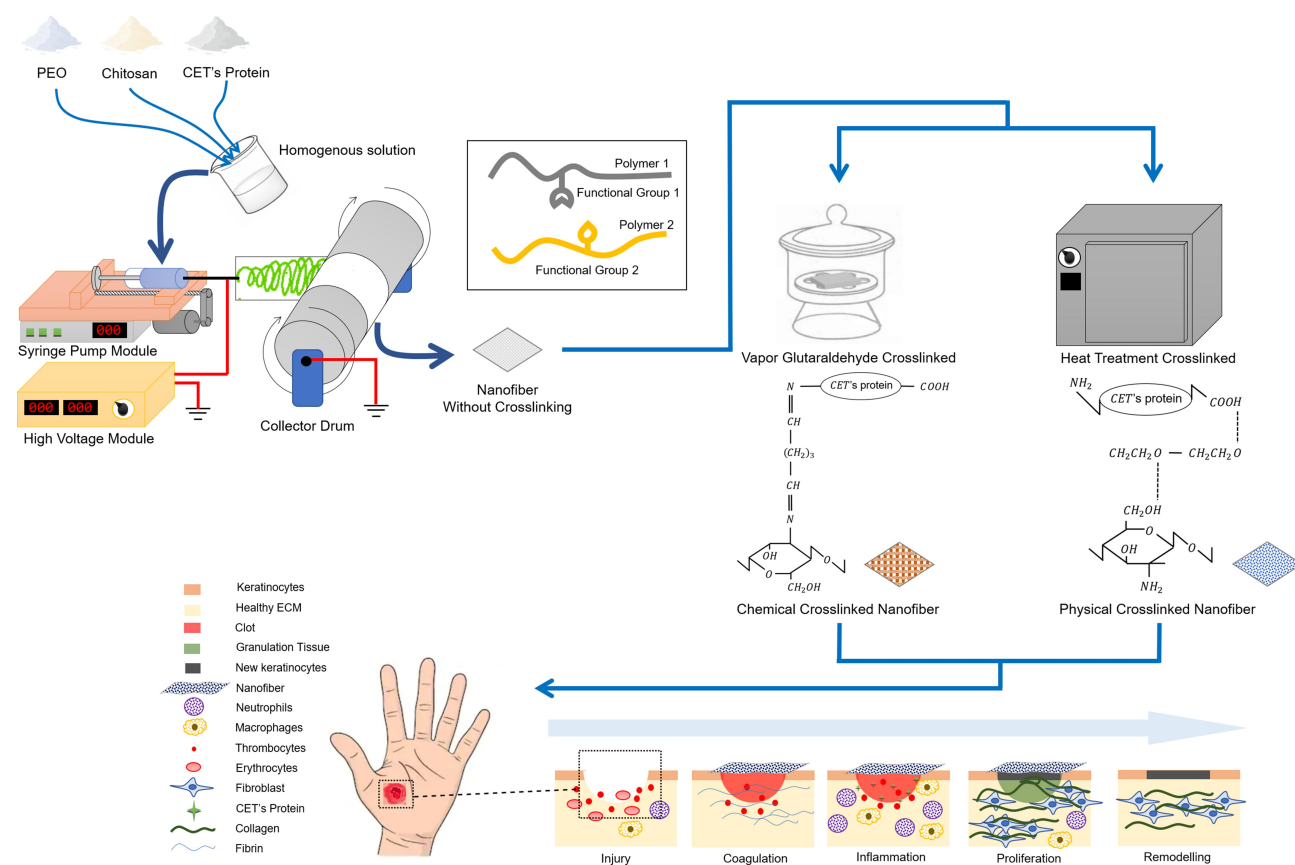 PEO
Chitosan
CET's Protein
Homogenous solution
Polymer 1
Functional Group 1
Polymer 2
Functional Group 2
000
Syringe Pump Module
000 000
High Voltage Module
Collector Drum
Nanofiber
Without Crosslinking
Vapor Glutaraldehyde Crosslinked
N
CET's protein
COOH
CH
(CH₂)₃
CH
N
OH
O
O
CH₂OH
Chemical Crosslinked Nanofiber
Heat Treatment Crosslinked
NH₂
CET's protein
COOH
CH₂CH₂O — CH₂CH₂O
CH₂OH
O
OH
O
NH₂
Physical Crosslinked Nanofiber
Keratinocytes
Healthy ECM
Clot
Granulation Tissue
New keratinocytes
Nanofiber
Neutrophils
Macrophages
Thrombocytes
Erythrocytes
Fibroblast
CET's Protein
Collagen
Fibrin
Injury
Coagulation
Inflammation
Proliferation
Remodelling